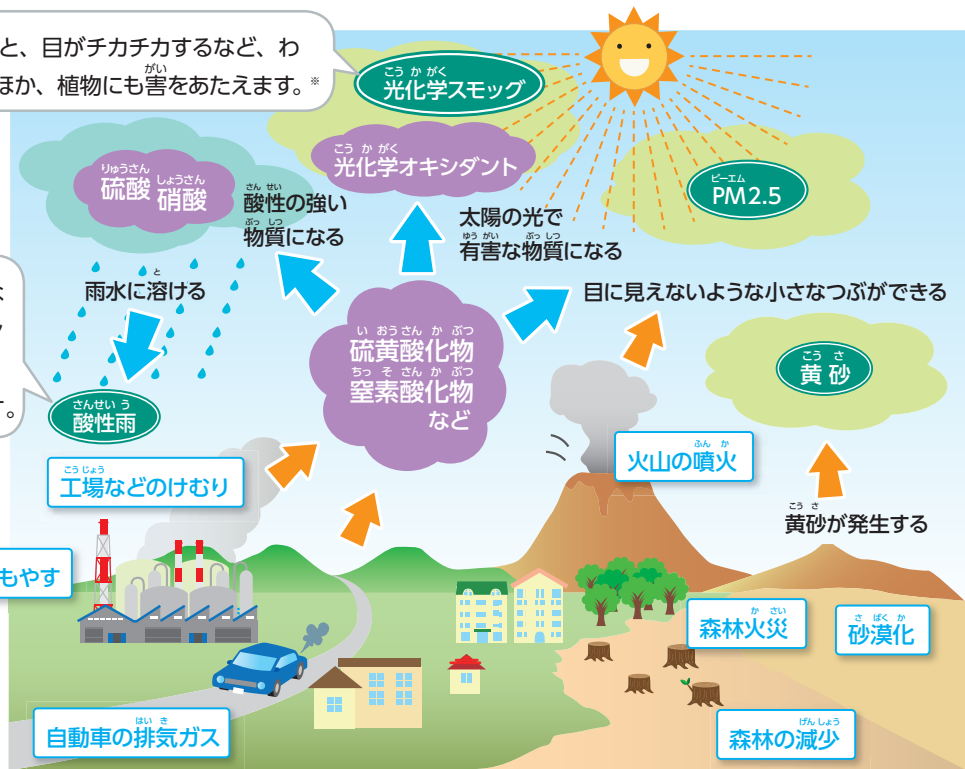 と、目がチカチカするなど、わ
ほか、植物にも害をあたえます。※
光化学スモッグ
光化学オキシダント
硫酸 硝酸
酸性の強い
物質になる
太陽の光で
有害な物質になる
PM2.5
雨水に溶ける
目に見えないような小さなつぶができる
硫黄酸化物
窒素酸化物
など
黄砂
す。
酸性雨
火山の噴火
工場などのけむり
黄砂が発生する
もやす
森林火災
砂漠化
自動車の排気ガス
森林の減少